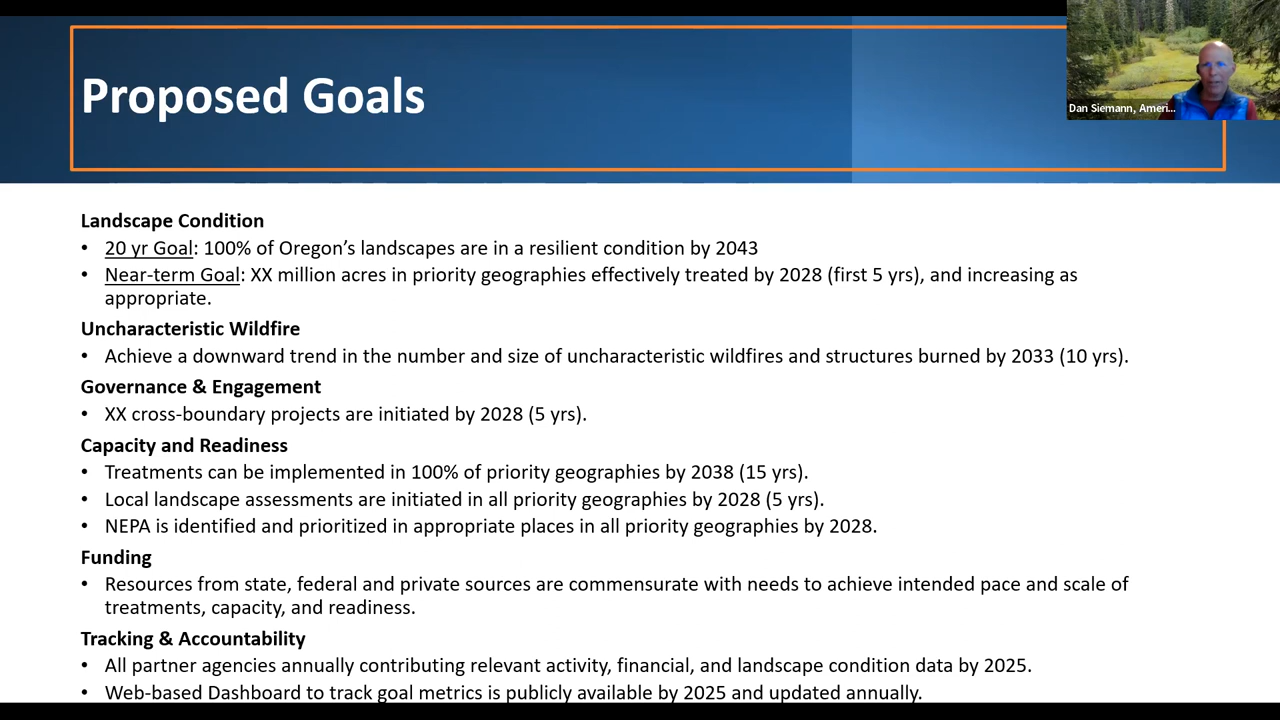 Proposed Goals
Dan Siemann, Ameri...
Landscape Condition
• 20 yr Goal: 100% of Oregon’s landscapes are in a resilient condition by 2043
• Near-term Goal: XX million acres in priority geographies effectively treated by 2028 (first 5 yrs), and increasing as
appropriate.
Uncharacteristic Wildfire
• Achieve a downward trend in the number and size of uncharacteristic wildfires and structures burned by 2033 (10 yrs).
Governance & Engagement
• XX cross-boundary projects are initiated by 2028 (5 yrs).
Capacity and Readiness
• Treatments can be implemented in 100% of priority geographies by 2038 (15 yrs).
• Local landscape assessments are initiated in all priority geographies by 2028 (5 yrs).
• NEPA is identified and prioritized in appropriate places in all priority geographies by 2028.
Funding
• Resources from state, federal and private sources are commensurate with needs to achieve intended pace and scale of
treatments, capacity, and readiness.
Tracking & Accountability
• All partner agencies annually contributing relevant activity, financial, and landscape condition data by 2025.
• Web-based Dashboard to track goal metrics is publicly available by 2025 and updated annually.